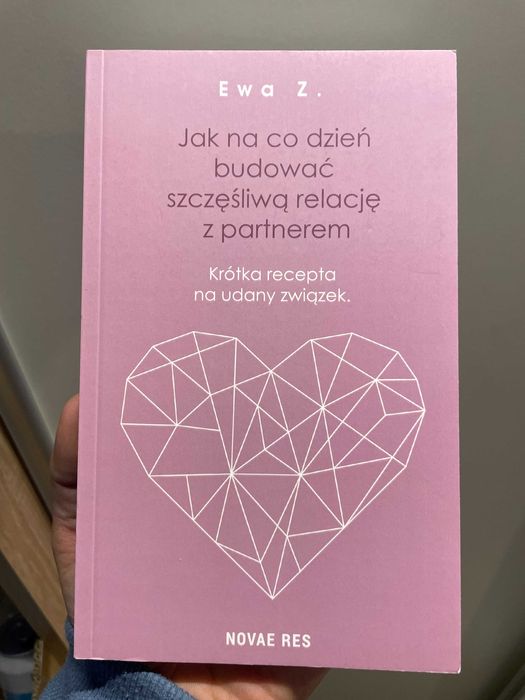 Ewa Z.
Jak na co dzień
budować
szczęśliwą relację
z partnerem
Krótka recepta
na udany związek.
NOVAE RES